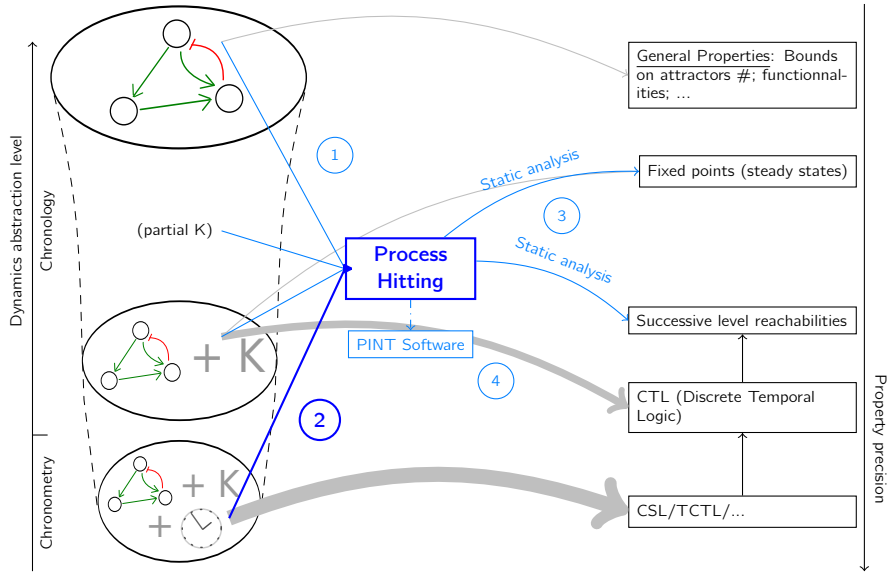 General Properties: Bounds
on attractors #; functionnal-
ities; ...
1
Static analysis
Fixed points (steady states)
3
Dynamics abstraction level
Chronology
(partial K)
Process
Hitting
Static analysis
PINT Software
Successive level reachabilities
+ K
4
CTL (Discrete Temporal
Logic)
2
Property precision
Chronometry
+ K
+
CSL/TCTL/...